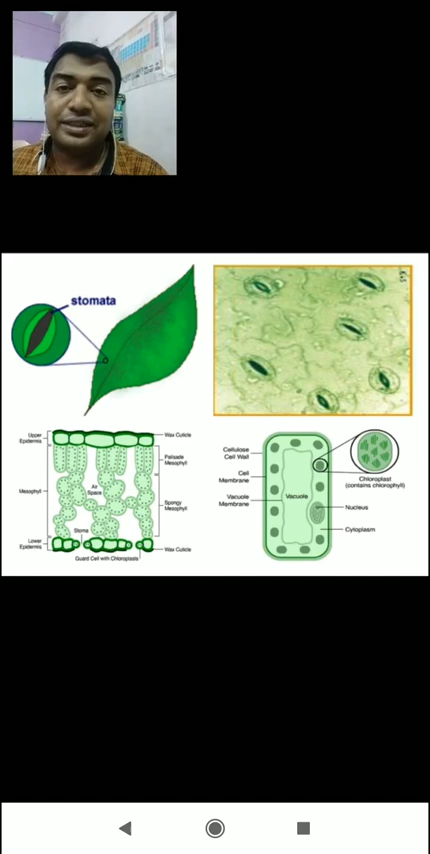 stomata
Upper
Epidermis
Wax Cuticle
Palisade
Mesophyll
Mesophyll
Air
Space
Spongy
Mesophyll
Stoma
Lower
Epidermis
Wax Cuticle
Guard Cell with Chloroplasts
Cellulose
Cell Wall
Cell
Membrane
Vacuole
Membrane
Vacuole
Chloroplast
(contains chlorophyll)
Nucleus
Cytoplasm